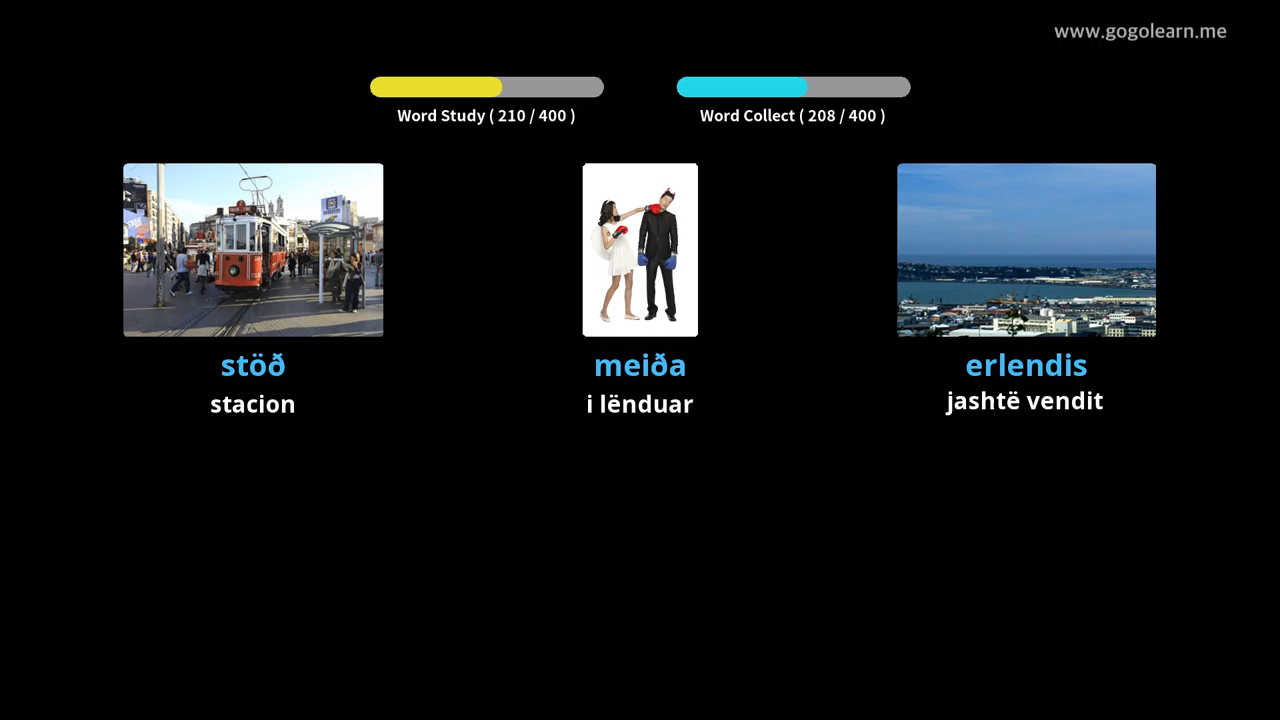 www.gogolearn.me
Word Study ( 210 / 400 )
Word Collect ( 208 / 400 )
stöð
meiða
erlendis
stacion
i lënduar
jashtë vendit